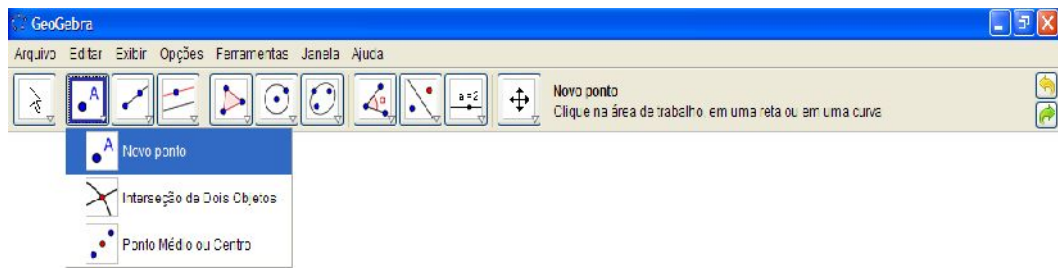 GeoGebra
Arquivo Editar Exibir Opções Ferramentas Janela Ajuda
A
a=2
Novo ponto
Clique na área de trabalho, em uma reta ou em uma curva
A Novo ponto
Interseção de Dois Objetos
Ponto Médio ou Centro